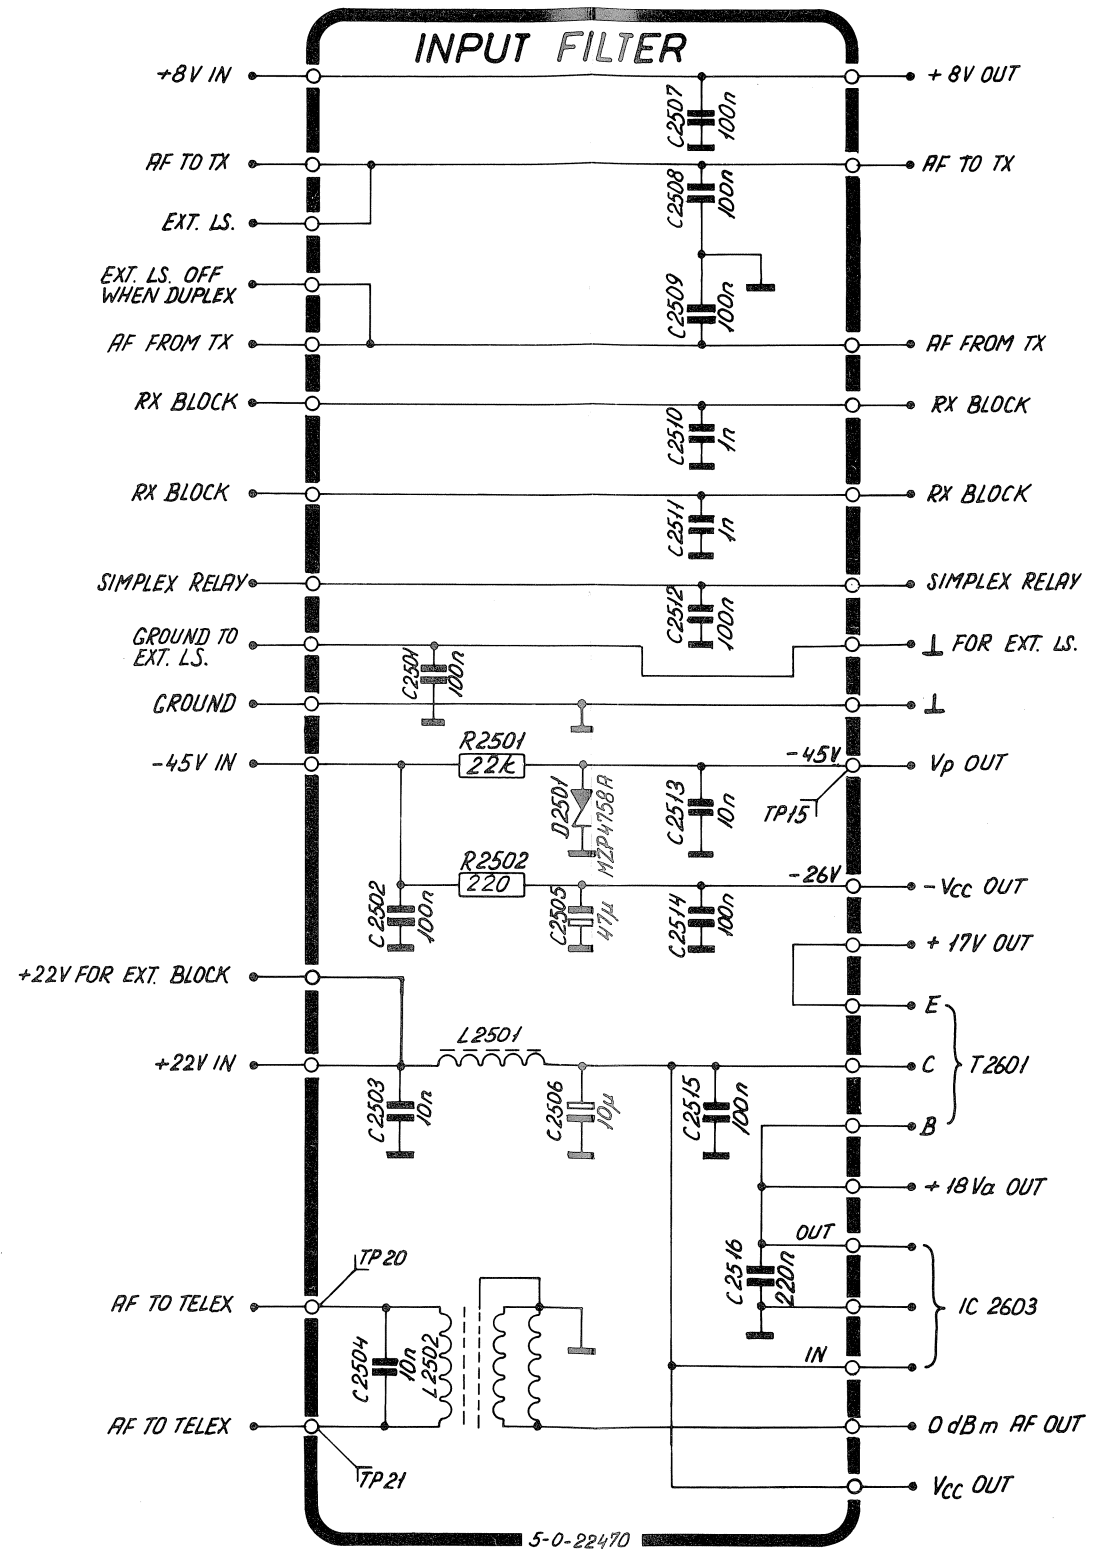 INPUT FILTER
+8V IN
+8V OUT
C2507
100n
AF TO TX
AF TO TX
C2508
100n
EXT. LS.
EXT. LS. OFF
WHEN DUPLEX
C2509
100n
AF FROM TX
AF FROM TX
RX BLOCK
RX BLOCK
C2510
1n
RX BLOCK
RX BLOCK
C2511
1n
SIMPLEX RELAY
SIMPLEX RELAY
C2512
100n
GROUND TO
EXT. LS.
⊥ FOR EXT. LS.
C2501
100n
GROUND
⊥
-45V IN
R2501
22k
-45V
Vp OUT
D2501
MZP4758A
C2513
10n
TP15
R2502
220
-26V
-Vcc OUT
C2502
100n
C2505
47µ
C2514
100n
+17V OUT
+22V FOR EXT. BLOCK
E
L2501
+22V IN
C
T2601
C2503
10n
C2506
10µ
C2515
100n
B
+18Va OUT
OUT
C2516
220n
TP20
AF TO TELEX
IC 2603
C2504
10n
L2502
IN
AF TO TELEX
0 dBm AF OUT
TP21
Vcc OUT
5-0-22470